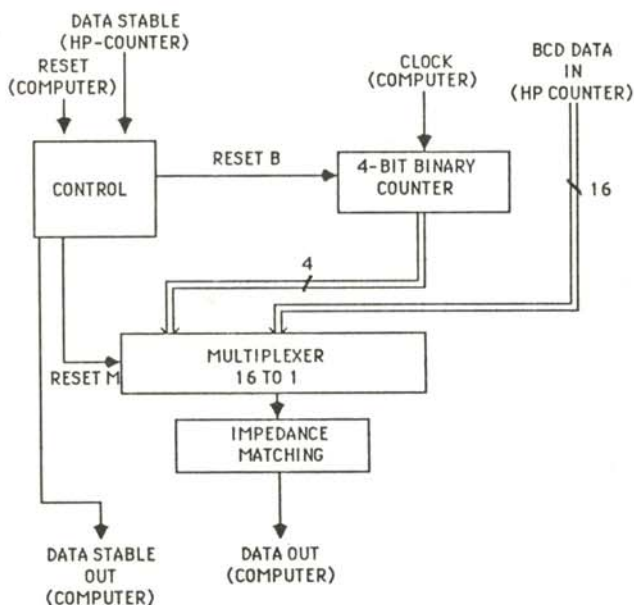 DATA STABLE
(HP-COUNTER)
RESET
(COMPUTER)
CLOCK
(COMPUTER)
BCD DATA
IN
(HP COUNTER)
CONTROL
RESET B
4-BIT BINARY
COUNTER
16
4
MULTIPLEXER
16 TO 1
RESET M
IMPEDANCE
MATCHING
DATA STABLE
OUT
(COMPUTER)
DATA OUT
(COMPUTER)